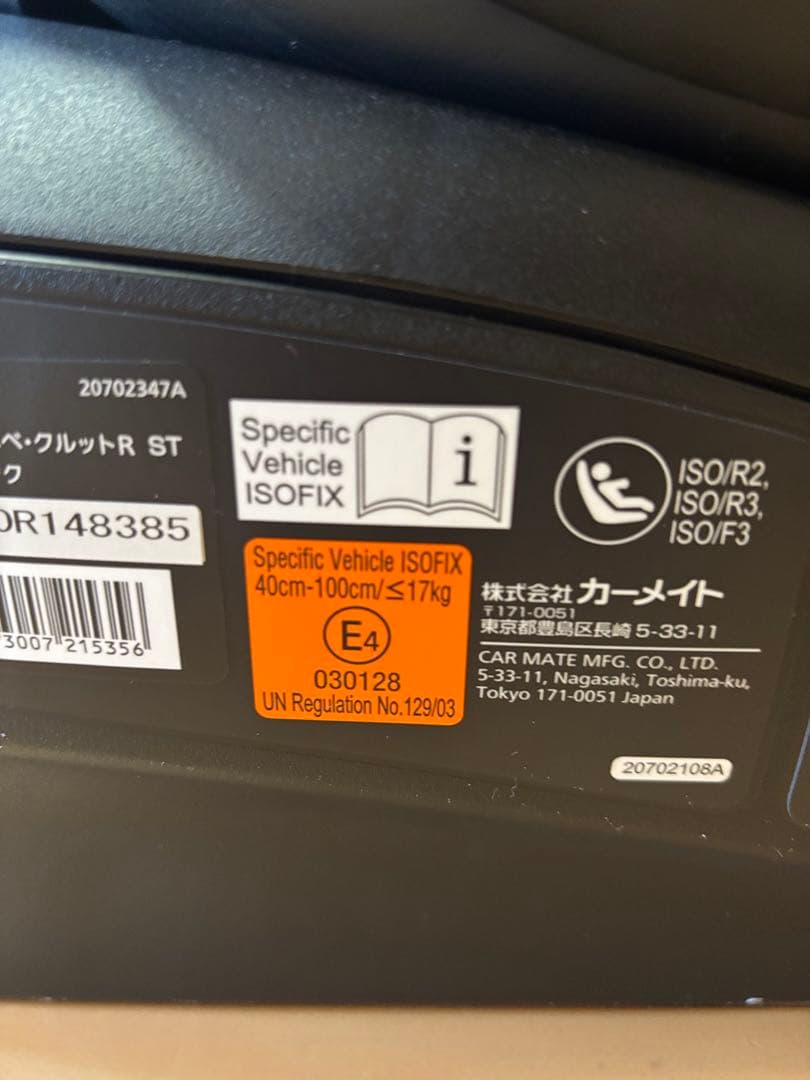 20702347A
ペ・クルットR ST
ク
R148385
3007 215356
Specific
Vehicle
ISOFIX
i
Specific Vehicle ISOFIX
40cm-100cm/≤17kg
E4
030128
UN Regulation No.129/03
ISO/R2,
ISO/R3,
ISO/F3
株式会社カーメイト
〒171-0051
東京都豊島区長崎5-33-11
CAR MATE MFG. CO., LTD.
5-33-11, Nagasaki, Toshima-ku,
Tokyo 171-0051 Japan
20702108A